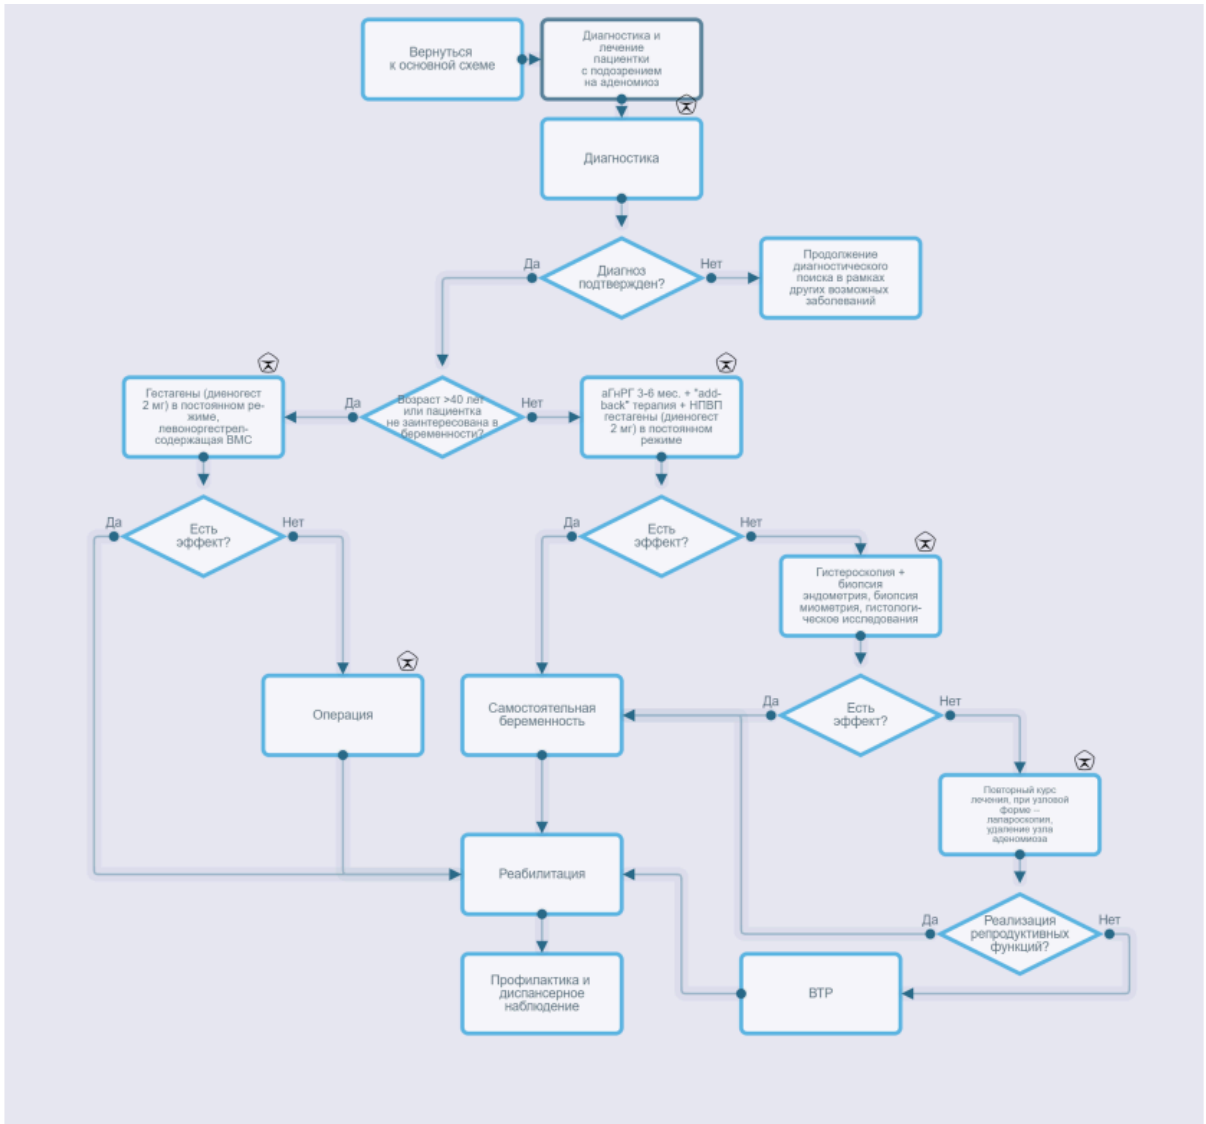 Вернуться
к основной схеме
Диагностика и
лечение
пациентки
с подозрением
на аденомиоз
Диагностика
Да
Диагноз
подтвержден?
Нет
Продолжение
диагностического
поиска в рамках
других возможных
заболеваний
Гестагены (диеногест
2 мг) в постоянном ре-
жиме,
левоноргестрел-
содержащая ВМС
Да
Возраст >40 лет
или пациентка
не заинтересована в
беременности?
Нет
аГнРГ 3-6 мес. + "add-
back" терапия + НПВП
гестагены (диеногест
2 мг) в постоянном
режиме
Да
Есть
эффект?
Нет
Да
Есть
эффект?
Нет
Гистероскопия +
биопсия
эндометрия, биопсия
миометрия, гистологи-
ческое исследования
Операция
Самостоятельная
беременность
Да
Есть
эффект?
Нет
Повторный курс
лечения, при узловой
форме –
лапароскопия,
удаление узла
аденомиоза
Реабилитация
Да
Реализация
репродуктивных
функций?
Нет
Профилактика и
диспансерное
наблюдение
ВТР